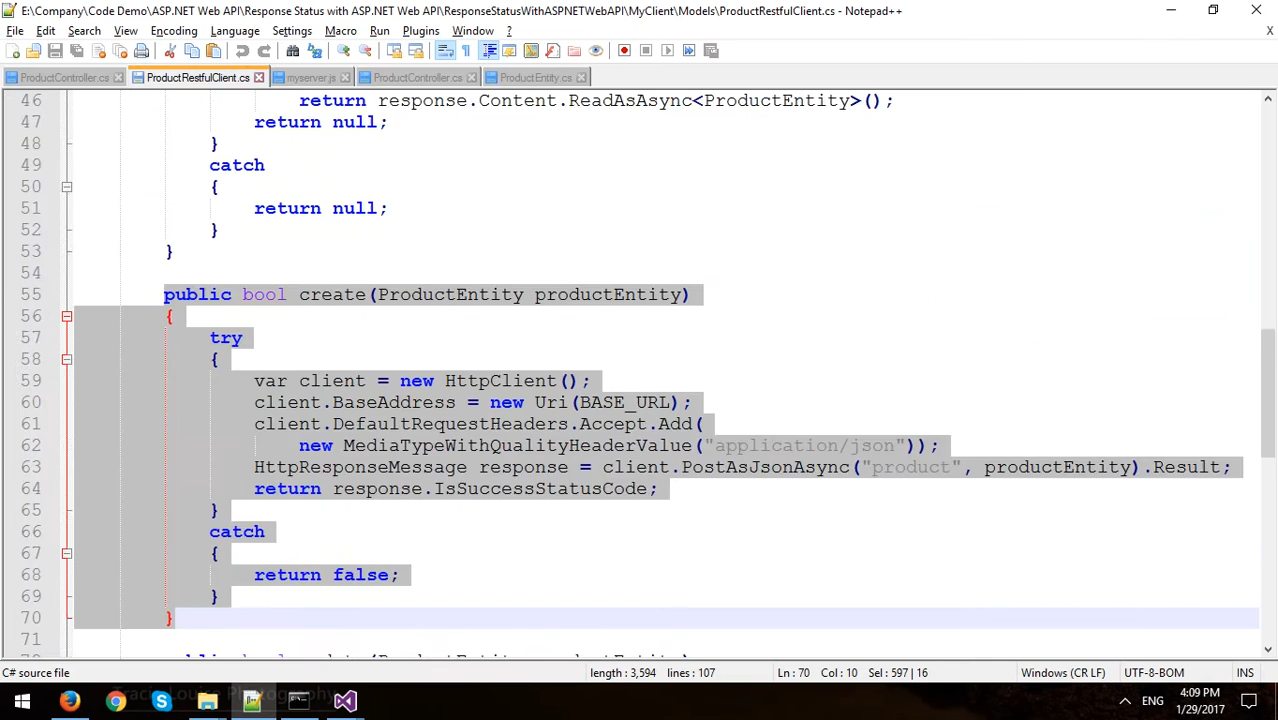 E:\Company\Code Demo\ASP.NET Web API\Response Status with ASP.NET Web API\ResponseStatusWithASPNETWebAPI\MyClient\Models\ProductRestfulClient.cs - Notepad++
File Edit Search View Encoding Language Settings Macro Run Plugins Window ? X
ProductController.cs ProductRestfulClient.cs myserver.js ProductController.cs ProductEntity.cs
46 return response.Content.ReadAsAsync<ProductEntity>();
47 return null;
48 }
49 catch
50 {
51 return null;
52 }
53 }
54
55 public bool create(ProductEntity productEntity)
56 {
57 try
58 {
59 var client = new HttpClient();
60 client.BaseAddress = new Uri(BASE_URL);
61 client.DefaultRequestHeaders.Accept.Add(
62 new MediaTypeWithQualityHeaderValue("application/json"));
63 HttpResponseMessage response = client.PostAsJsonAsync("product", productEntity).Result;
64 return response.IsSuccessStatusCode;
65 }
66 catch
67 {
68 return false;
69 }
70 }
71
C# source file length : 3,594 lines : 107 Ln : 70 Col : 10 Sel : 597 | 16 Windows (CR LF) UTF-8-BOM INS
ENG 4:09 PM
1/29/2017